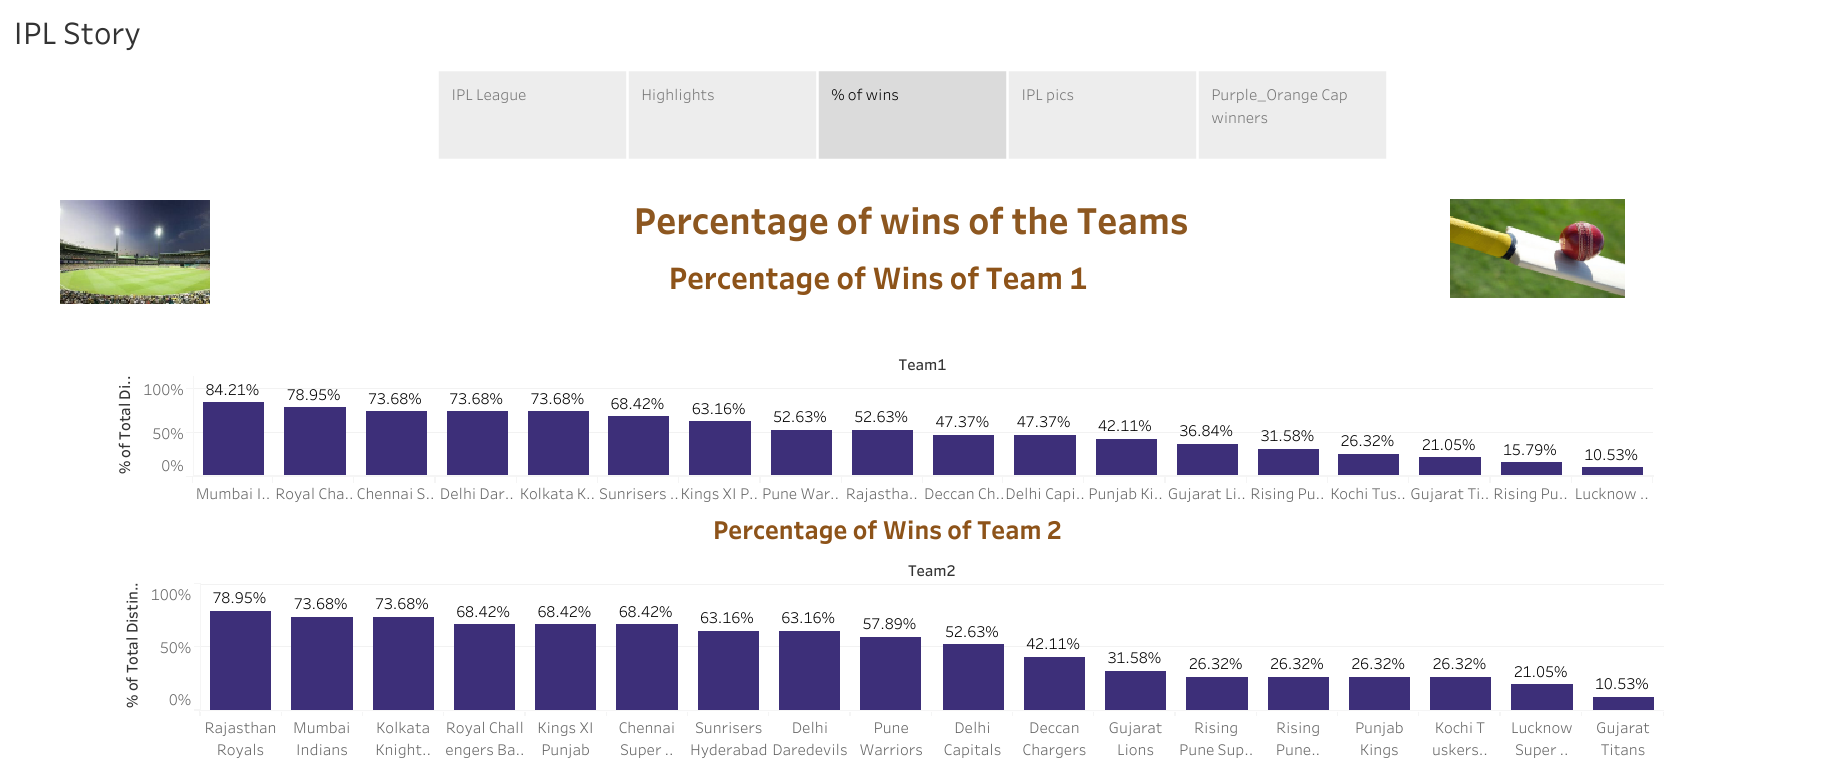 IPL Story
IPL League
Highlights
% of wins
IPL pics
Purple_Orange Cap
winners
Percentage of wins of the Teams
Percentage of Wins of Team 1
Team1
% of Total Di..
100%
50%
0%
84.21% 78.95% 73.68% 73.68% 73.68% 68.42% 63.16% 52.63% 52.63% 47.37% 47.37% 42.11% 36.84% 31.58% 26.32% 21.05% 15.79% 10.53%
Mumbai I.. Royal Cha.. Chennai S.. Delhi Dar.. Kolkata K.. Sunrisers .. Kings XI P.. Pune War.. Rajastha.. Deccan Ch.. Delhi Capi.. Punjab Ki.. Gujarat Li.. Rising Pu.. Kochi Tus.. Gujarat Ti.. Rising Pu.. Lucknow ..
Percentage of Wins of Team 2
Team2
% of Total Distin..
100%
50%
0%
78.95% 73.68% 73.68% 68.42% 68.42% 68.42% 63.16% 63.16% 57.89% 52.63% 42.11% 31.58% 26.32% 26.32% 26.32% 26.32% 21.05% 10.53%
Rajasthan Mumbai Kolkata Royal Chall Kings XI Chennai Sunrisers Delhi Pune Delhi Deccan Gujarat Rising Rising Punjab Kochi T Lucknow Gujarat
Royals Indians Knight.. engers Ba.. Punjab Super .. Hyderabad Daredevils Warriors Capitals Chargers Lions Pune Sup.. Pune.. Kings uskers.. Super .. Titans